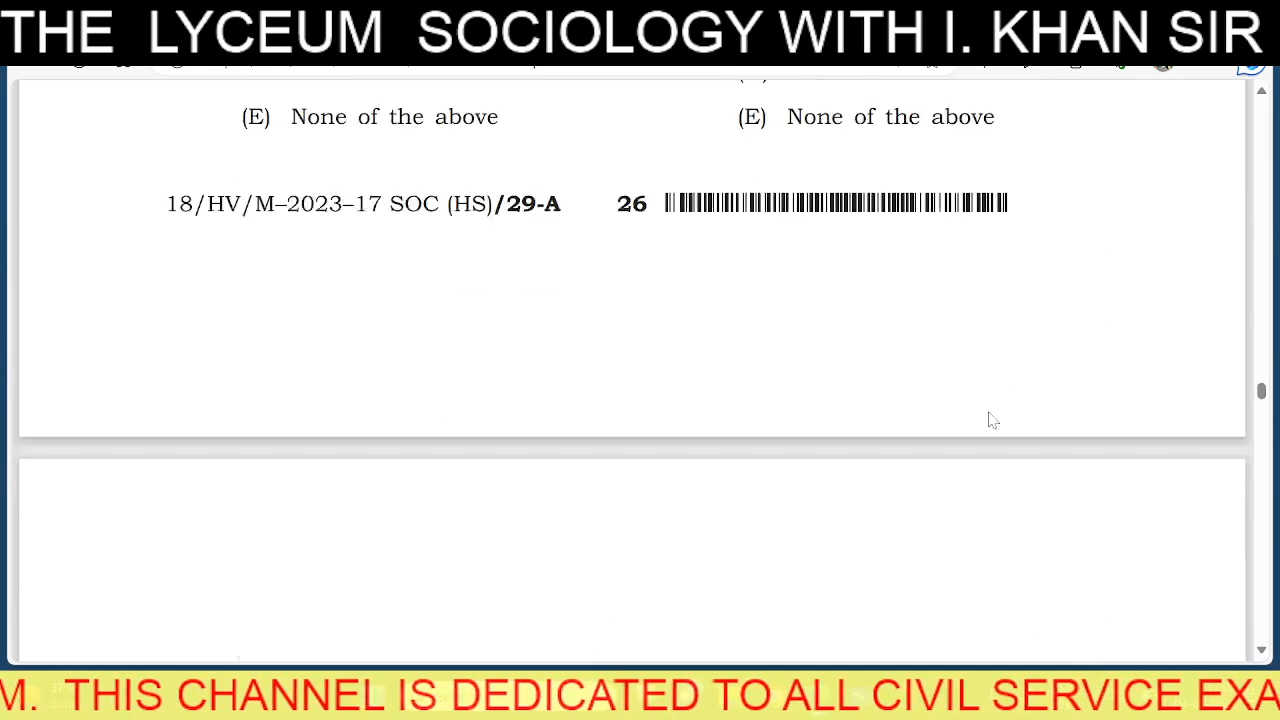 THE LYCEUM SOCIOLOGY WITH I. KHAN SIR
(E) None of the above
(E) None of the above
18/HV/M–2023–17 SOC (HS)/29-A 26
M. THIS CHANNEL IS DEDICATED TO ALL CIVIL SERVICE EXA